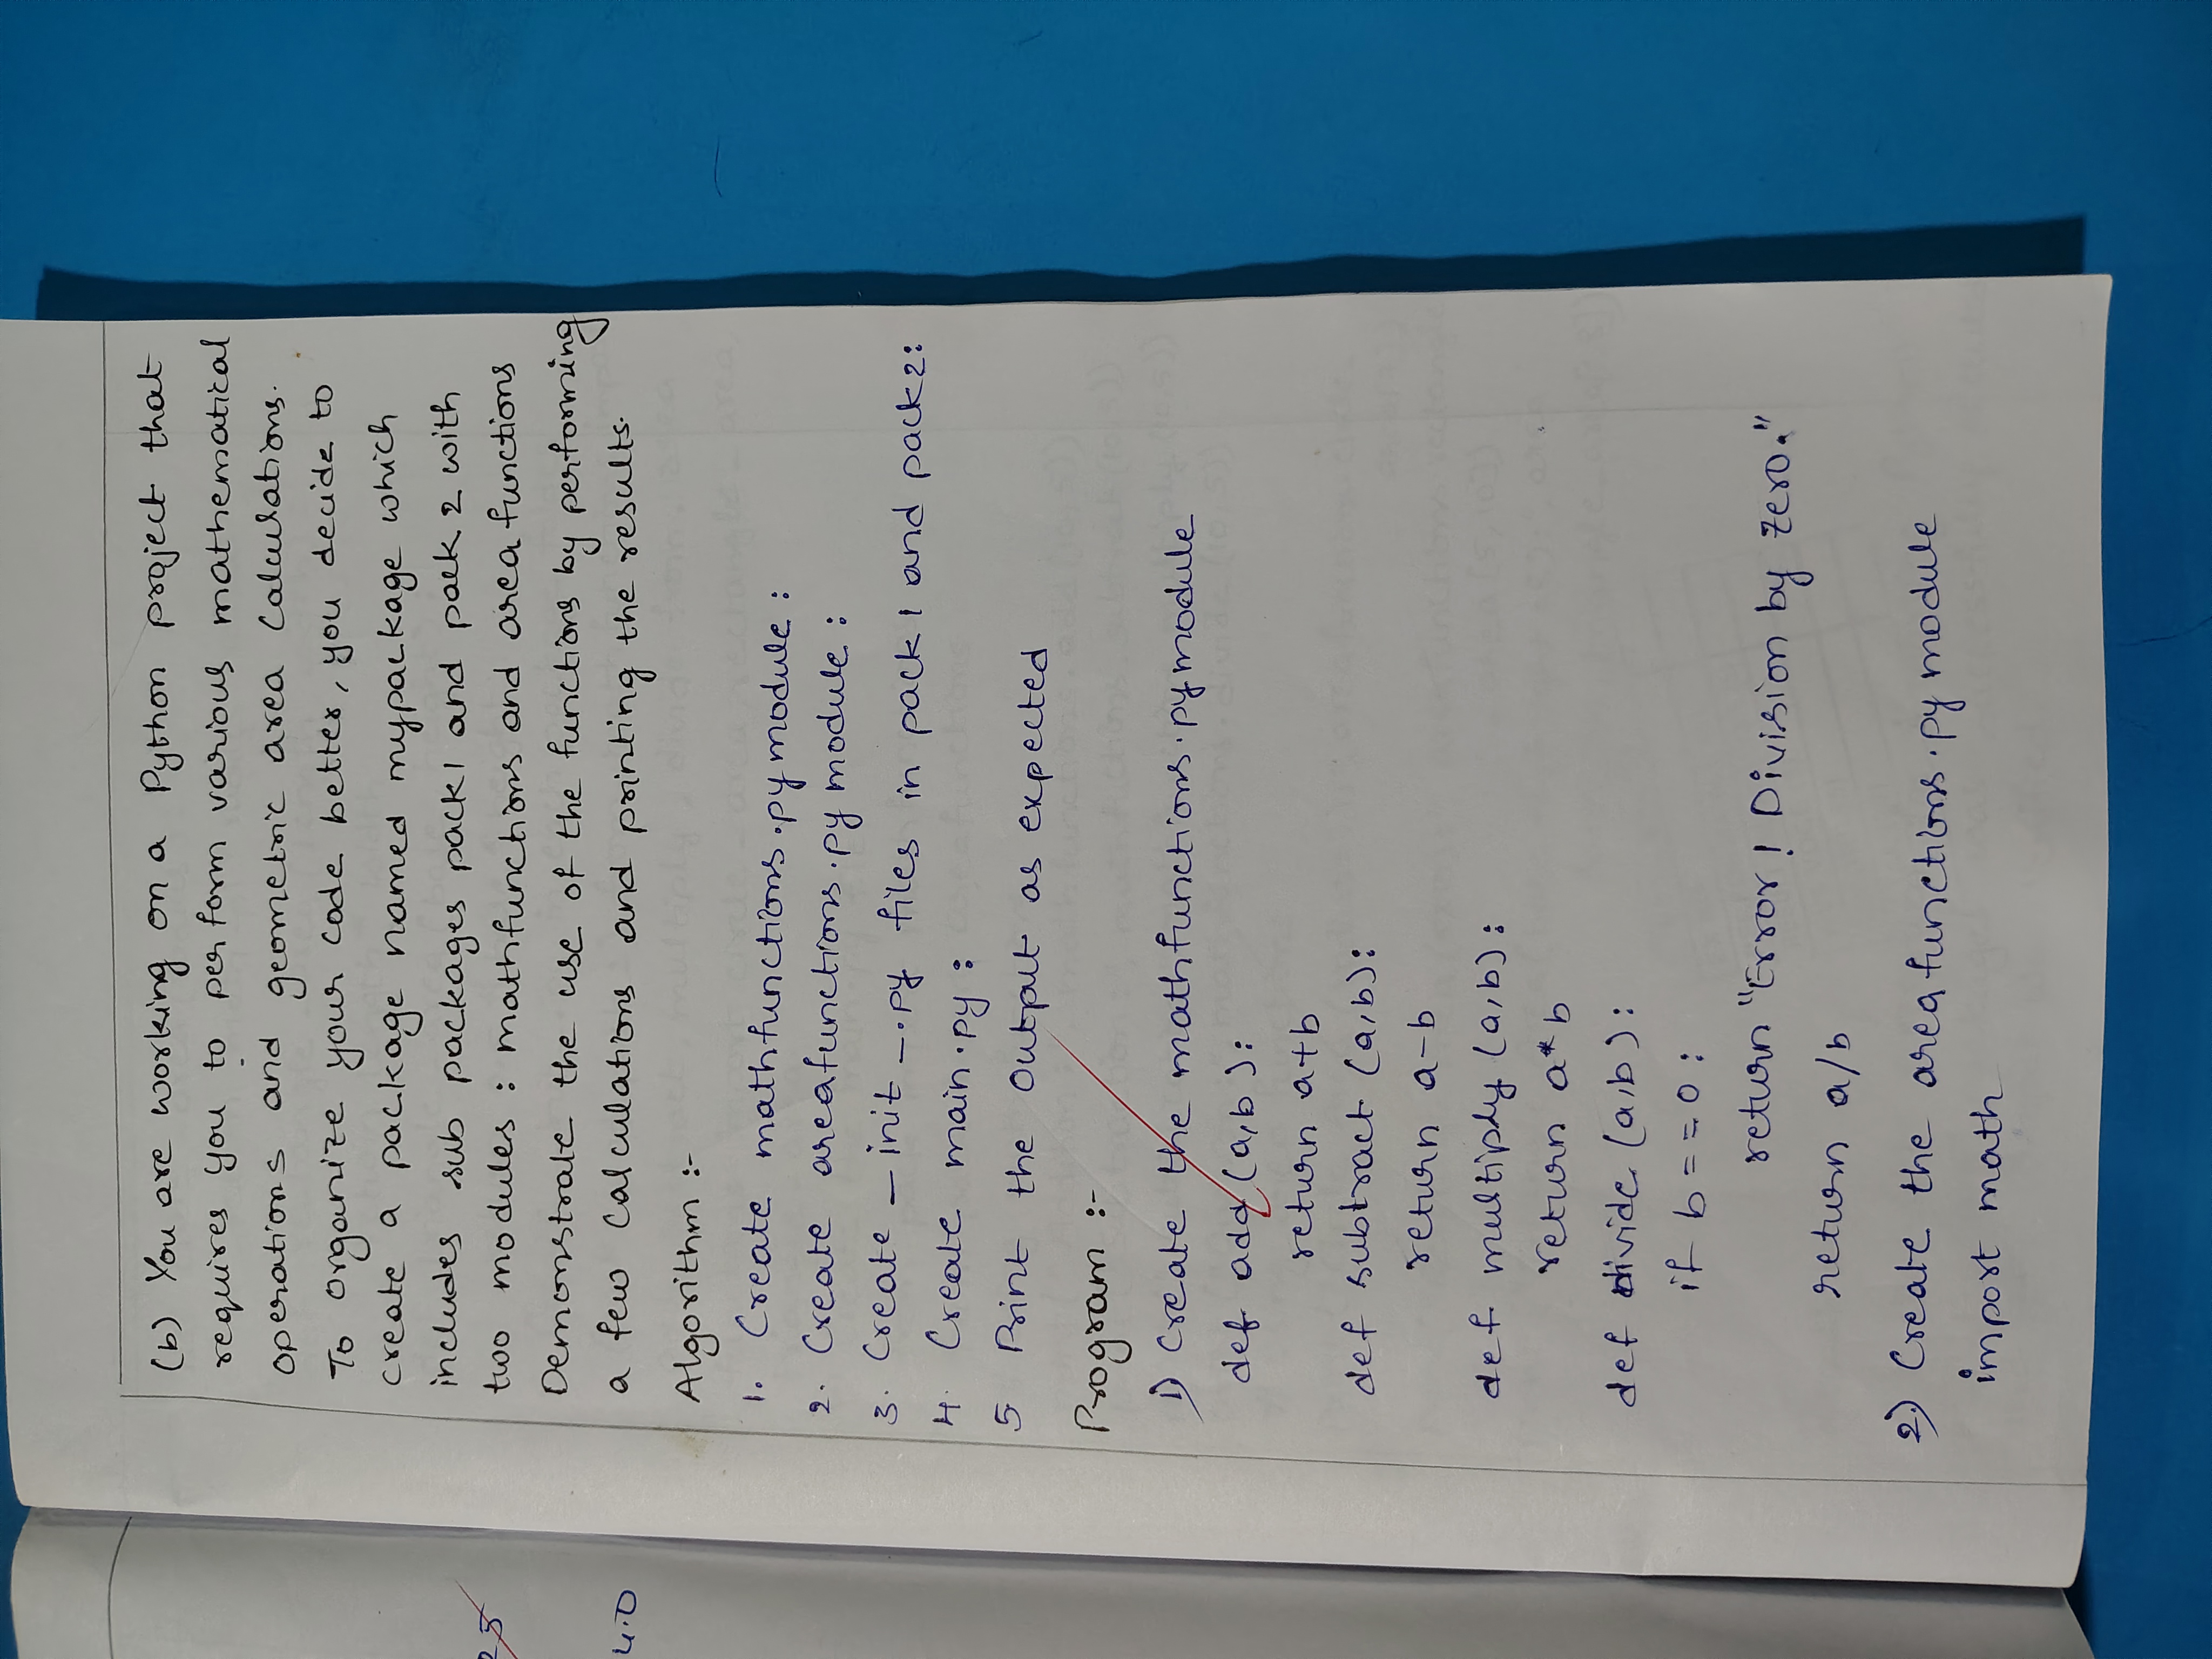 25
4.0
(b) You are working on a Python project that
requires you to perform various mathematical
operations and geometric area calculations.
To organize your code better, you decide to
create a package named mypackage which
includes sub packages pack1 and pack 2 with
two modules : mathfunctions and area functions
Demonstrate the use of the functions by performing
a few calculations and printing the results.
Algorithm :-
1. Create mathfunctions.py module :
2. Create areafunctions.py module :
3. Create _init_.py files in pack 1 and pack2:
4. Create main.py :
5 Print the output as expected
Program :-
1) Create the mathfunctions.py module
def add (a,b):
return a+b
def subtract (a,b):
return a-b
def multiply (a,b):
return a*b
def divide (a,b):
if b==0:
return "Error! Division by zero."
return a/b
2) Create the areafunctions.py module
import math